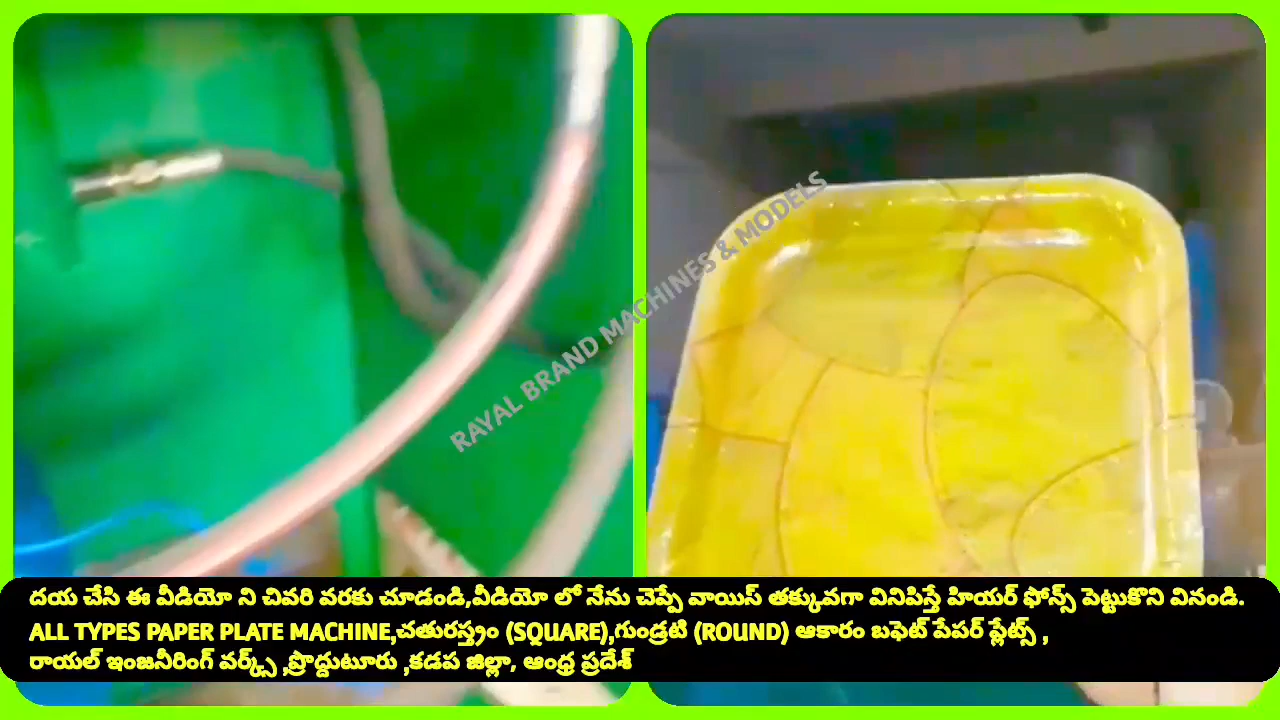 RAYAL BRAND MACHINES & MODELS
దయ చేసి ఈ వీడియో ని చివరి వరకు చూడండి,వీడియో లో నేను చెప్పే వాయిస్ తక్కువగా వినిపిస్తే హియర్ ఫోన్స్ పెట్టుకొని వినండి.
ALL TYPES PAPER PLATE MACHINE,చతురస్త్రం (SQUARE),గుండ్రటి (ROUND) ఆకారం బఫెట్ పేపర్ ప్లేట్స్ ,
రాయల్ ఇంజనీరింగ్ వర్క్స్ ,ప్రొద్దుటూరు ,కడప జిల్లా, ఆంధ్ర ప్రదేశ్